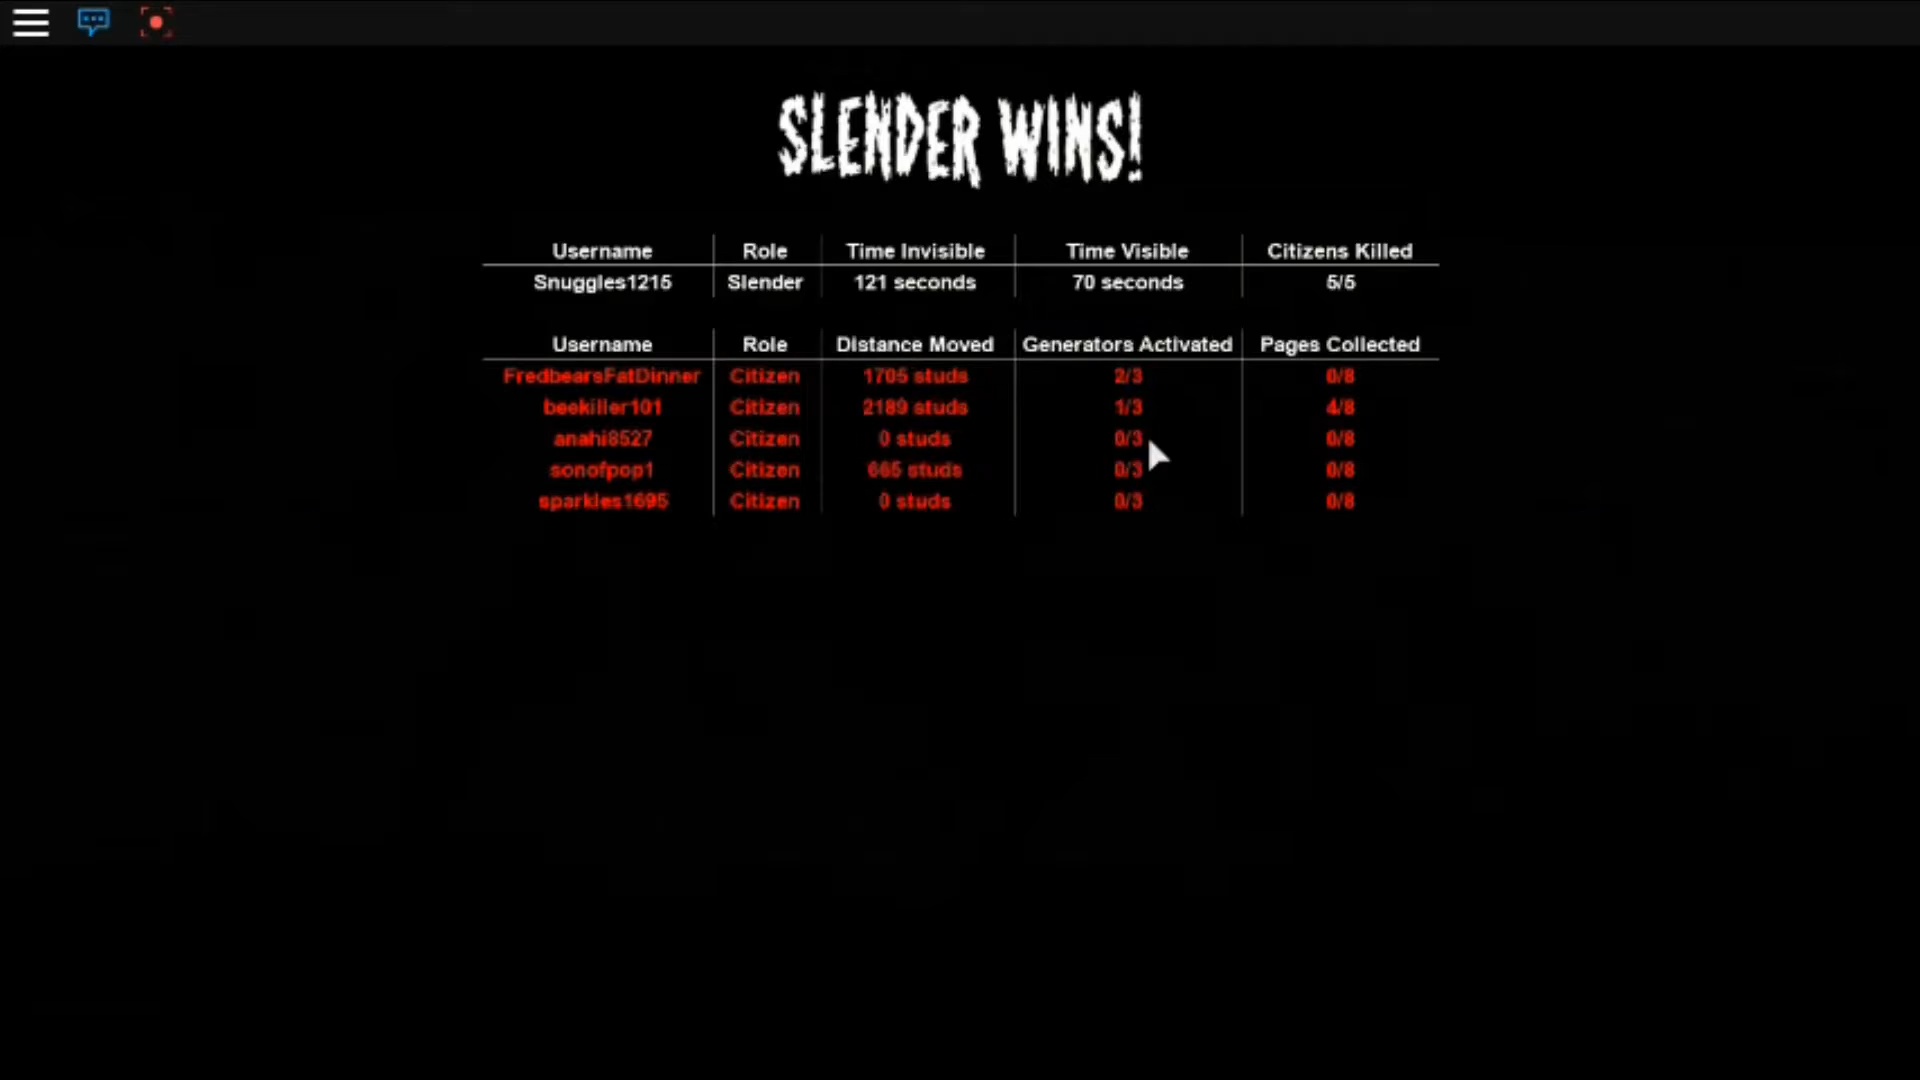 SLENDER WINS!
Username Role Time Invisible Time Visible Citizens Killed
Snuggles1215 Slender 121 seconds 70 seconds 5/5
Username Role Distance Moved Generators Activated Pages Collected
FredbearsFatDinner Citizen 1705 studs 2/3 0/8
beekiller101 Citizen 2189 studs 1/3 4/8
anahi8527 Citizen 0 studs 0/3 0/8
sonofpop1 Citizen 665 studs 0/3 0/8
sparkles1695 Citizen 0 studs 0/3 0/8